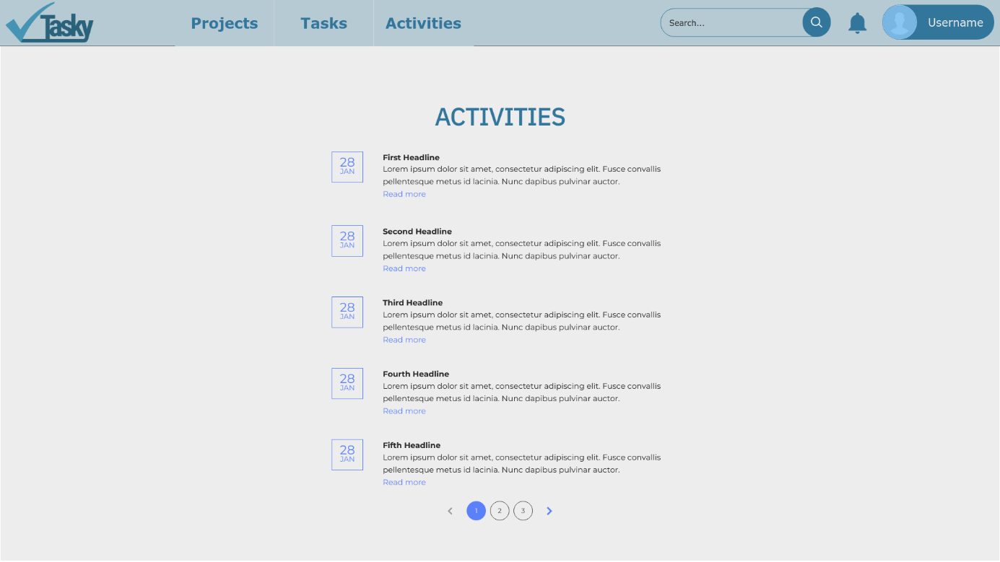 Tasky
Projects
Tasks
Activities
Search...
Username
ACTIVITIES
28
JAN
First Headline
Lorem ipsum dolor sit amet, consectetur adipiscing elit. Fusce convallis
pellentesque metus id lacinia. Nunc dapibus pulvinar auctor.
Read more
28
JAN
Second Headline
Lorem ipsum dolor sit amet, consectetur adipiscing elit. Fusce convallis
pellentesque metus id lacinia. Nunc dapibus pulvinar auctor.
Read more
28
JAN
Third Headline
Lorem ipsum dolor sit amet, consectetur adipiscing elit. Fusce convallis
pellentesque metus id lacinia. Nunc dapibus pulvinar auctor.
Read more
28
JAN
Fourth Headline
Lorem ipsum dolor sit amet, consectetur adipiscing elit. Fusce convallis
pellentesque metus id lacinia. Nunc dapibus pulvinar auctor.
Read more
28
JAN
Fifth Headline
Lorem ipsum dolor sit amet, consectetur adipiscing elit. Fusce convallis
pellentesque metus id lacinia. Nunc dapibus pulvinar auctor.
Read more
1 2 3